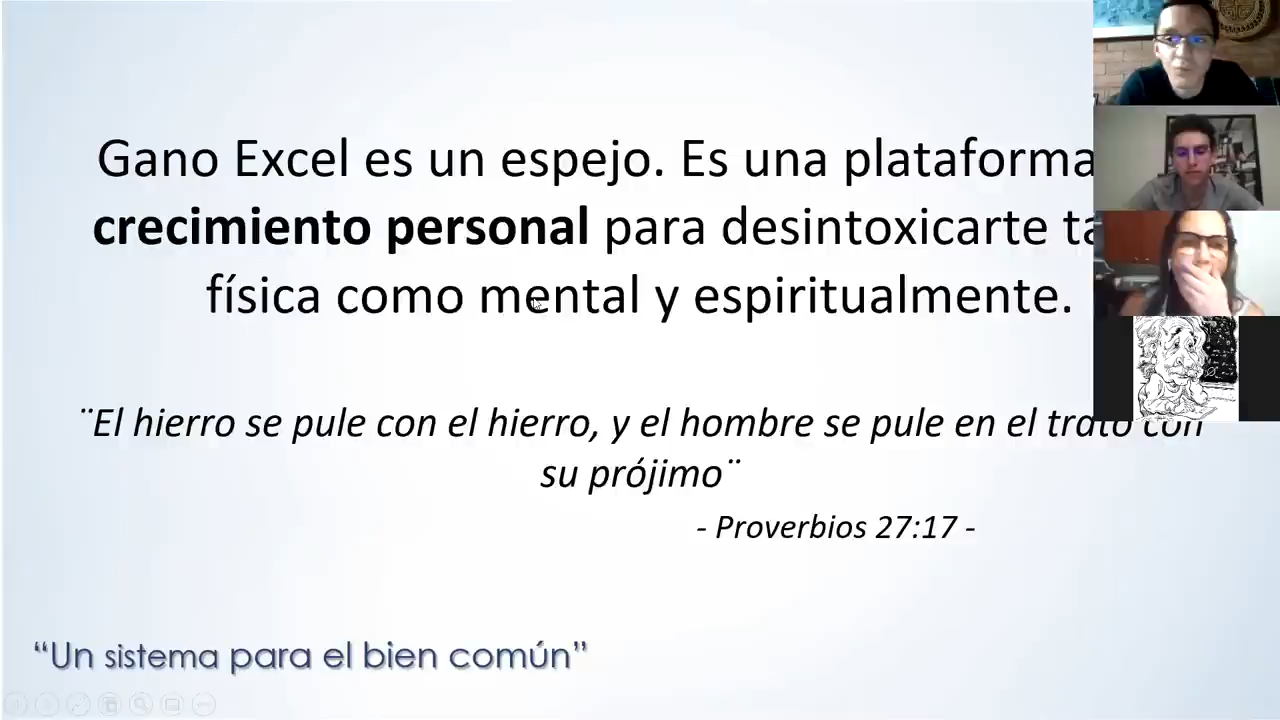 Gano Excel es un espejo. Es una plataforma
crecimiento personal para desintoxicarte
física como mental y espiritualmente.
¨El hierro se pule con el hierro, y el hombre se pule en el trato con
su prójimo¨
- Proverbios 27:17 -
“Un sistema para el bien común”